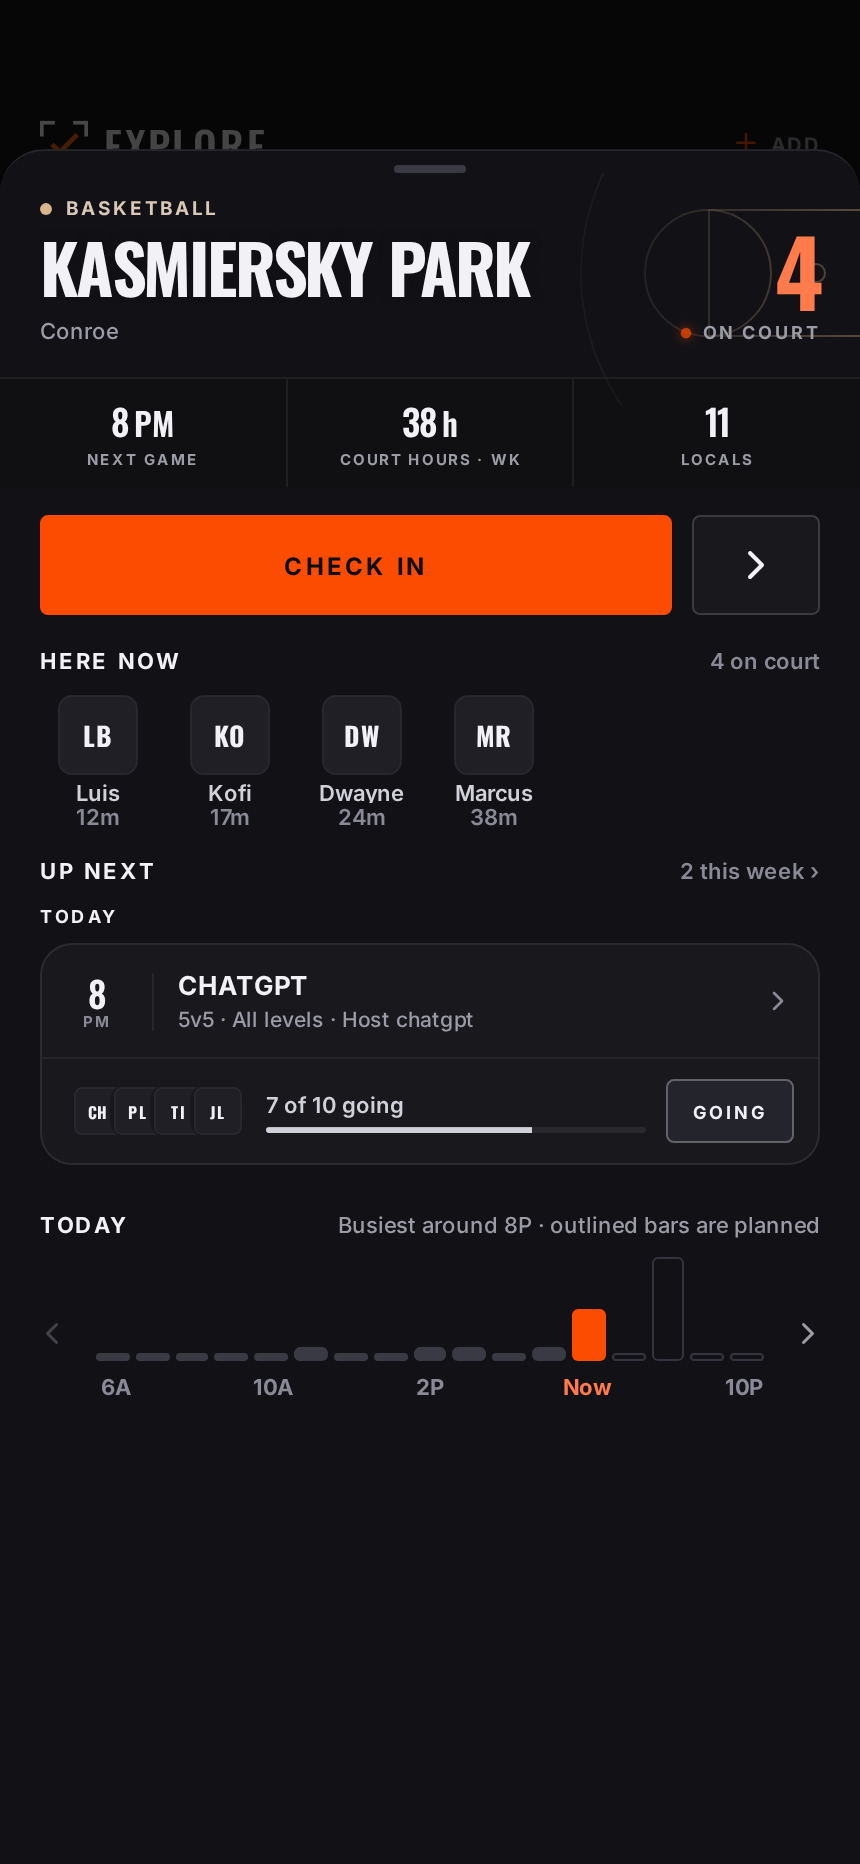 EXPLORE
ADD
BASKETBALL
KASMIERSKY PARK
4
Conroe
ON COURT
8 PM
NEXT GAME
38 h
COURT HOURS · WK
11
LOCALS
CHECK IN
HERE NOW
4 on court
LB
KO
DW
MR
Luis
Kofi
Dwayne
Marcus
12m
17m
24m
38m
UP NEXT
2 this week ›
TODAY
8
PM
CHATGPT
5v5 · All levels · Host chatgpt
CH
PL
TI
JL
7 of 10 going
GOING
TODAY
Busiest around 8P · outlined bars are planned
6A
10A
2P
Now
10P